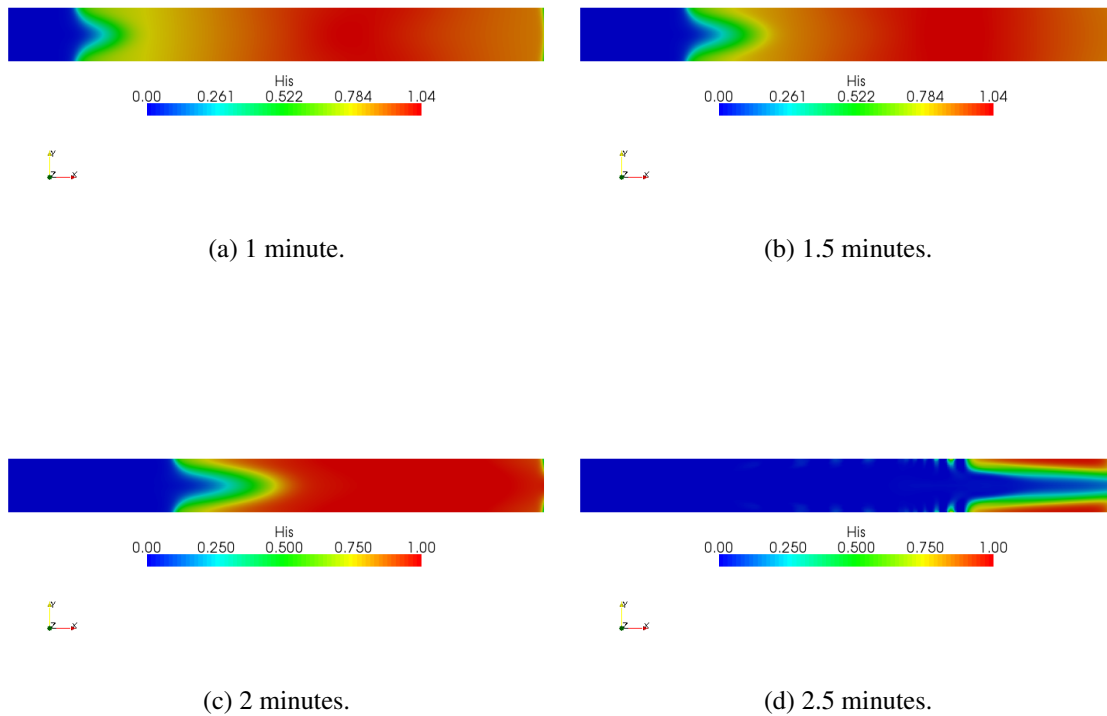 His
0.00 0.261 0.522 0.784 1.04
Y
Z X
(a) 1 minute.
His
0.00 0.261 0.522 0.784 1.04
Y
Z X
(b) 1.5 minutes.
His
0.00 0.250 0.500 0.750 1.00
Y
Z X
(c) 2 minutes.
His
0.00 0.250 0.500 0.750 1.00
Y
Z X
(d) 2.5 minutes.